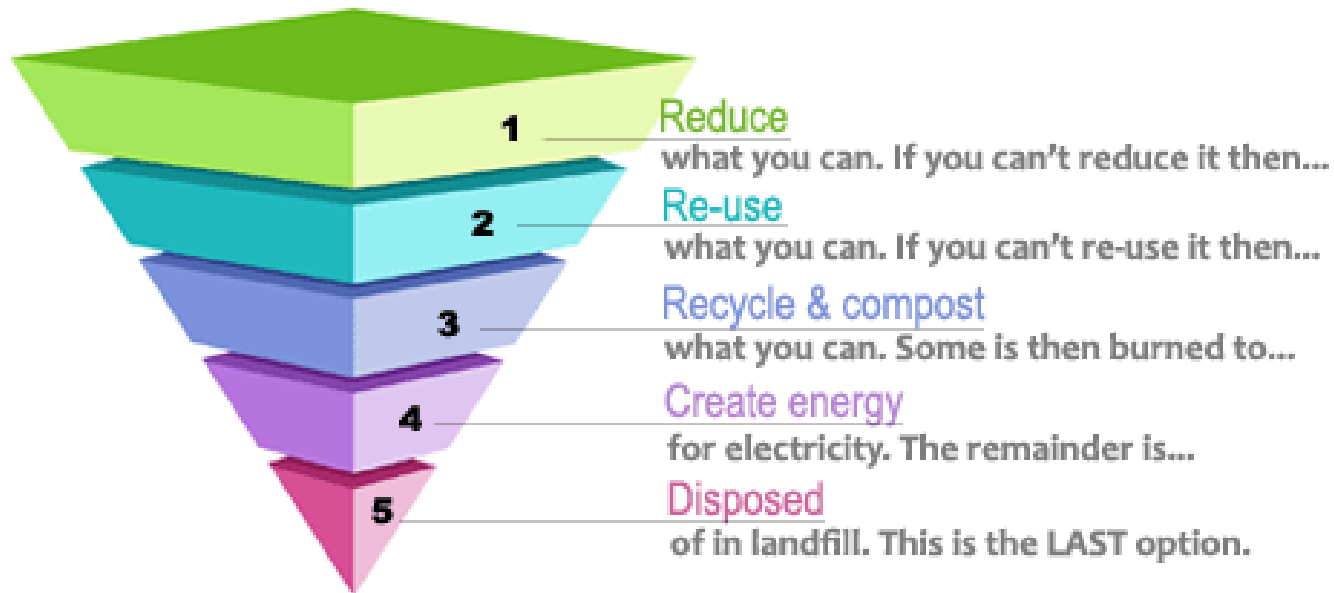 1
Reduce
what you can. If you can't reduce it then...
2
Re-use
what you can. If you can't re-use it then...
3
Recycle & compost
what you can. Some is then burned to...
4
Create energy
for electricity. The remainder is...
5
Disposed
of in landfill. This is the LAST option.